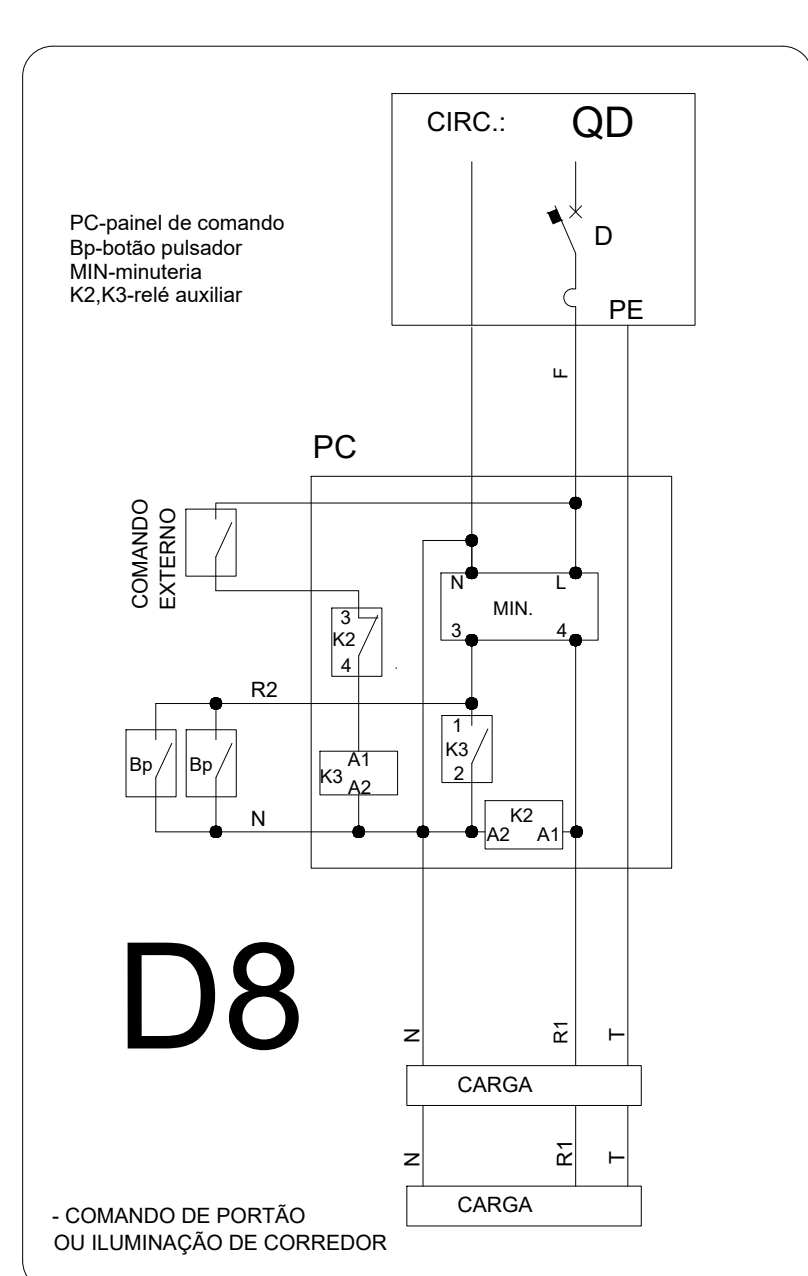 CIRC.: QD
PC-painel de comando
Bp-botão pulsador
MIN-minuteria
K2,K3-relé auxiliar
D
PE
F
PC
COMANDO
EXTERNO
N L
MIN.
3 4
3
K2
4
R2
1
K3
2
Bp Bp
A1
K3
A2
N
K2
A2 A1
D8
N R1 T
CARGA
N R1 T
CARGA
- COMANDO DE PORTÃO
OU ILUMINAÇÃO DE CORREDOR